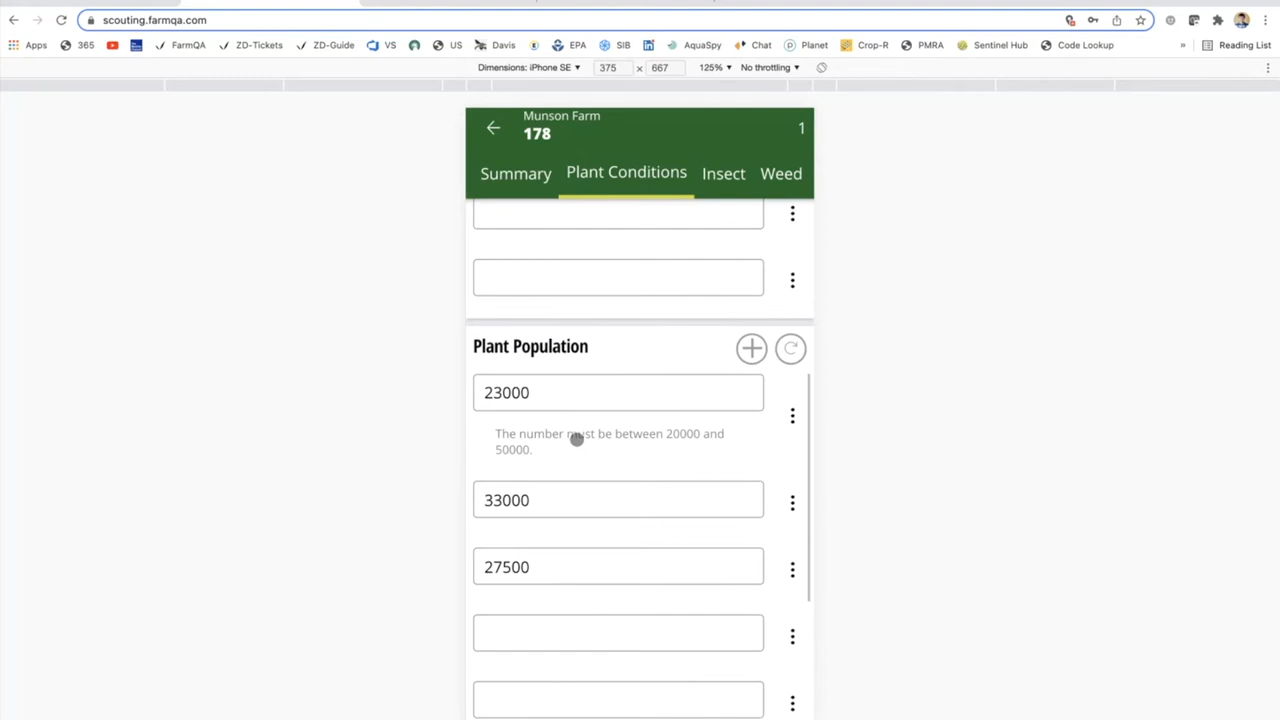 scouting.farmqa.com
Apps 365 FarmQA ZD-Tickets ZD-Guide VS US Davis EPA SIB AquaSpy Chat Planet Crop-R PMRA Sentinel Hub Code Lookup » Reading List
Dimensions: iPhone SE 375 × 667 125% No throttling
Munson Farm
178
1
Summary Plant Conditions Insect Weed
Plant Population
23000
The number must be between 20000 and
50000.
33000
27500